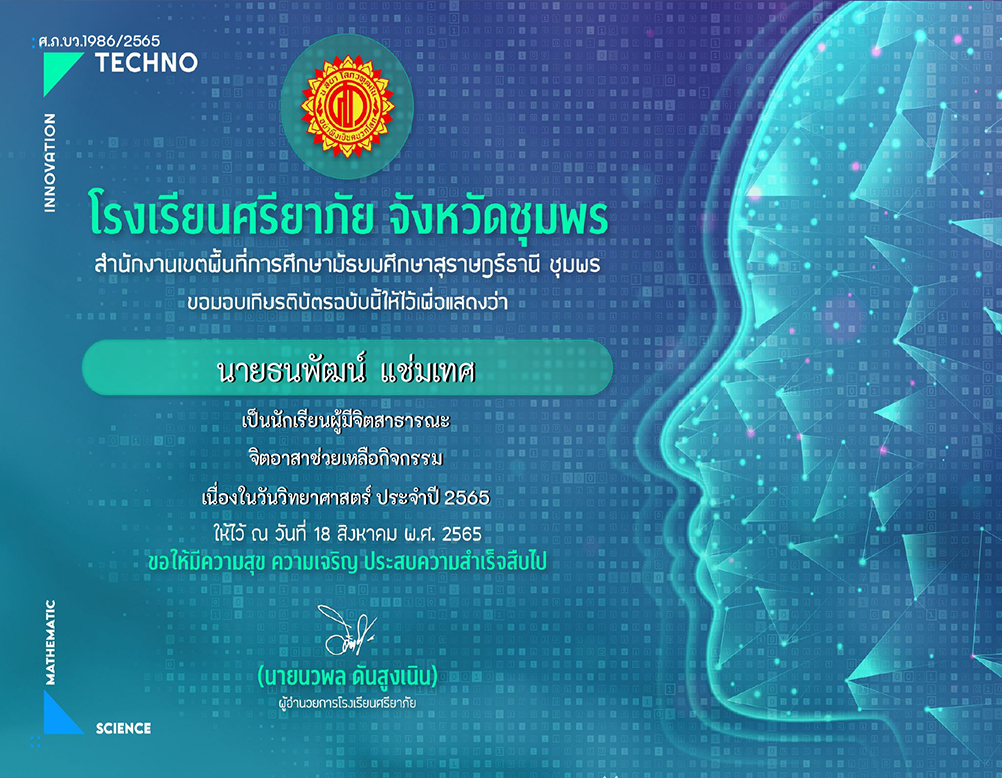 ศ.ภ.บว.1986/2565
TECHNO
INNOVATION
โรงเรียนศรียาภัย จังหวัดชุมพร
สำนักงานเขตพื้นที่การศึกษามัธยมศึกษาสุราษฎร์ธานี ชุมพร
ขอมอบเกียรติบัตรฉบับนี้ให้ไว้เพื่อแสดงว่า
นายธนพัฒน์ แช่มเทศ
เป็นนักเรียนผู้มีจิตสาธารณะ
จิตอาสาช่วยเหลือกิจกรรม
เนื่องในวันวิทยาศาสตร์ ประจำปี 2565
ให้ไว้ ณ วันที่ 18 สิงหาคม พ.ศ. 2565
ขอให้มีความสุข ความเจริญ ประสบความสำเร็จสืบไป
(นายนวพล ดันสูงเนิน)
ผู้อำนวยการโรงเรียนศรียาภัย
MATHEMATIC
SCIENCE